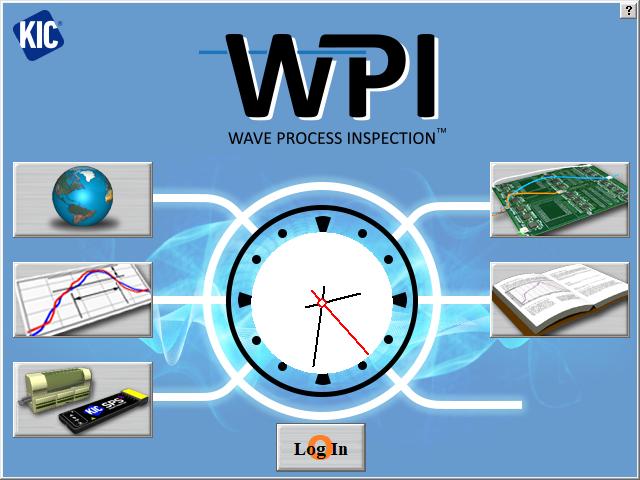 KIC®
?
WPI
WAVE PROCESS INSPECTION™
KIC SPS
Log In